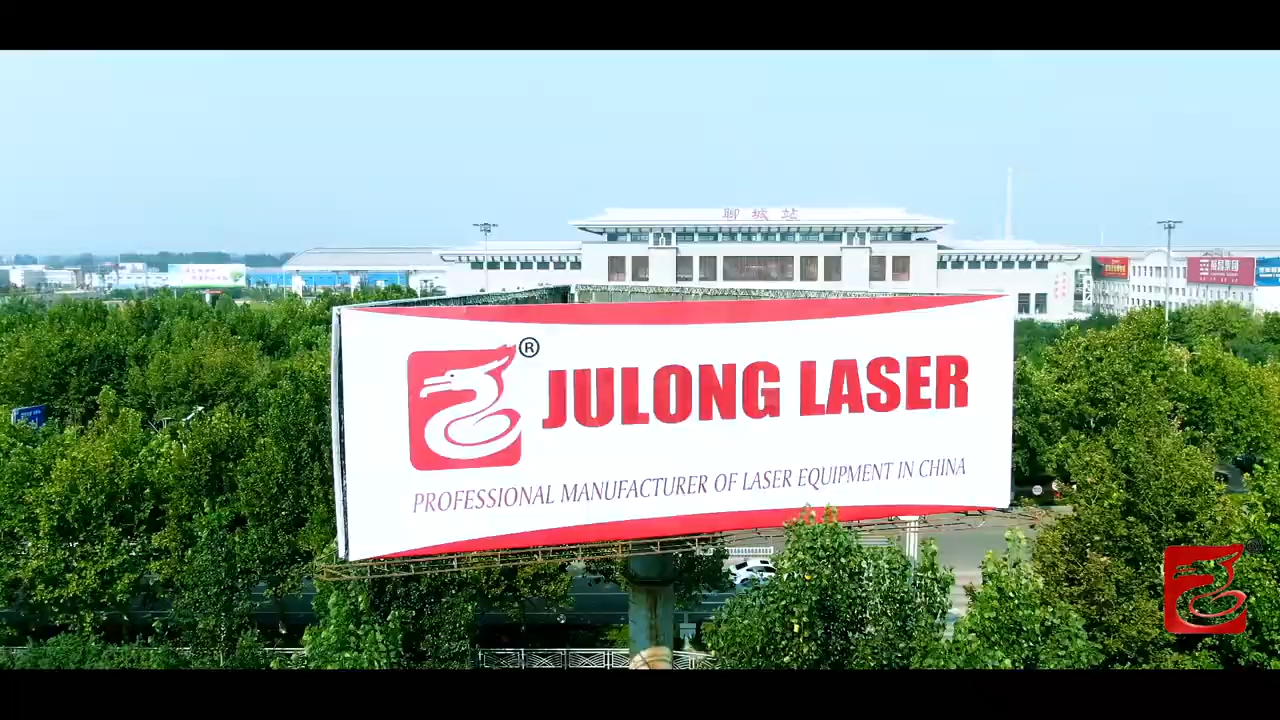 聊城站
®
JULONG LASER
PROFESSIONAL MANUFACTURER OF LASER EQUIPMENT IN CHINA